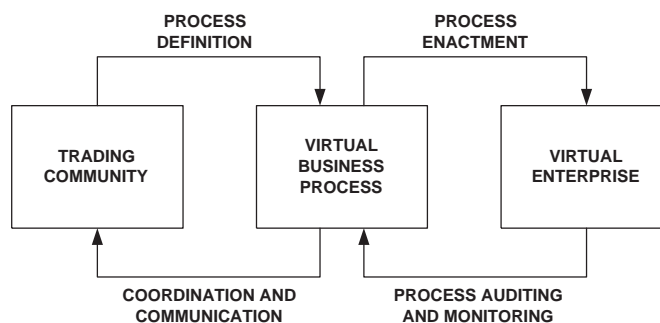 PROCESS
DEFINITION
PROCESS
ENACTMENT
TRADING
COMMUNITY
VIRTUAL
BUSINESS
PROCESS
VIRTUAL
ENTERPRISE
COORDINATION AND
COMMUNICATION
PROCESS AUDITING
AND MONITORING